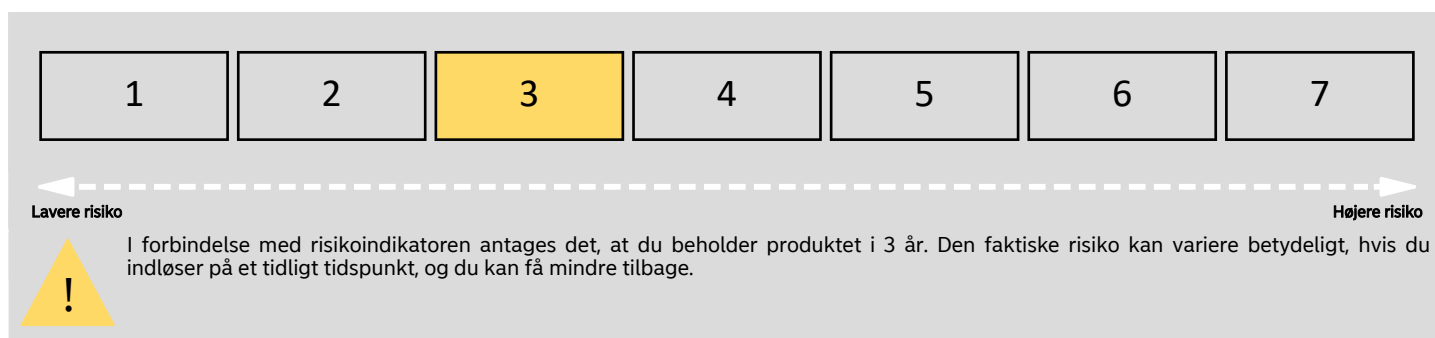 1 2 3 4 5 6 7
Lavere risiko Højere risiko
I forbindelse med risikoindikatoren antages det, at du beholder produktet i 3 år. Den faktiske risiko kan variere betydeligt, hvis du
indløser på et tidligt tidspunkt, og du kan få mindre tilbage.
!